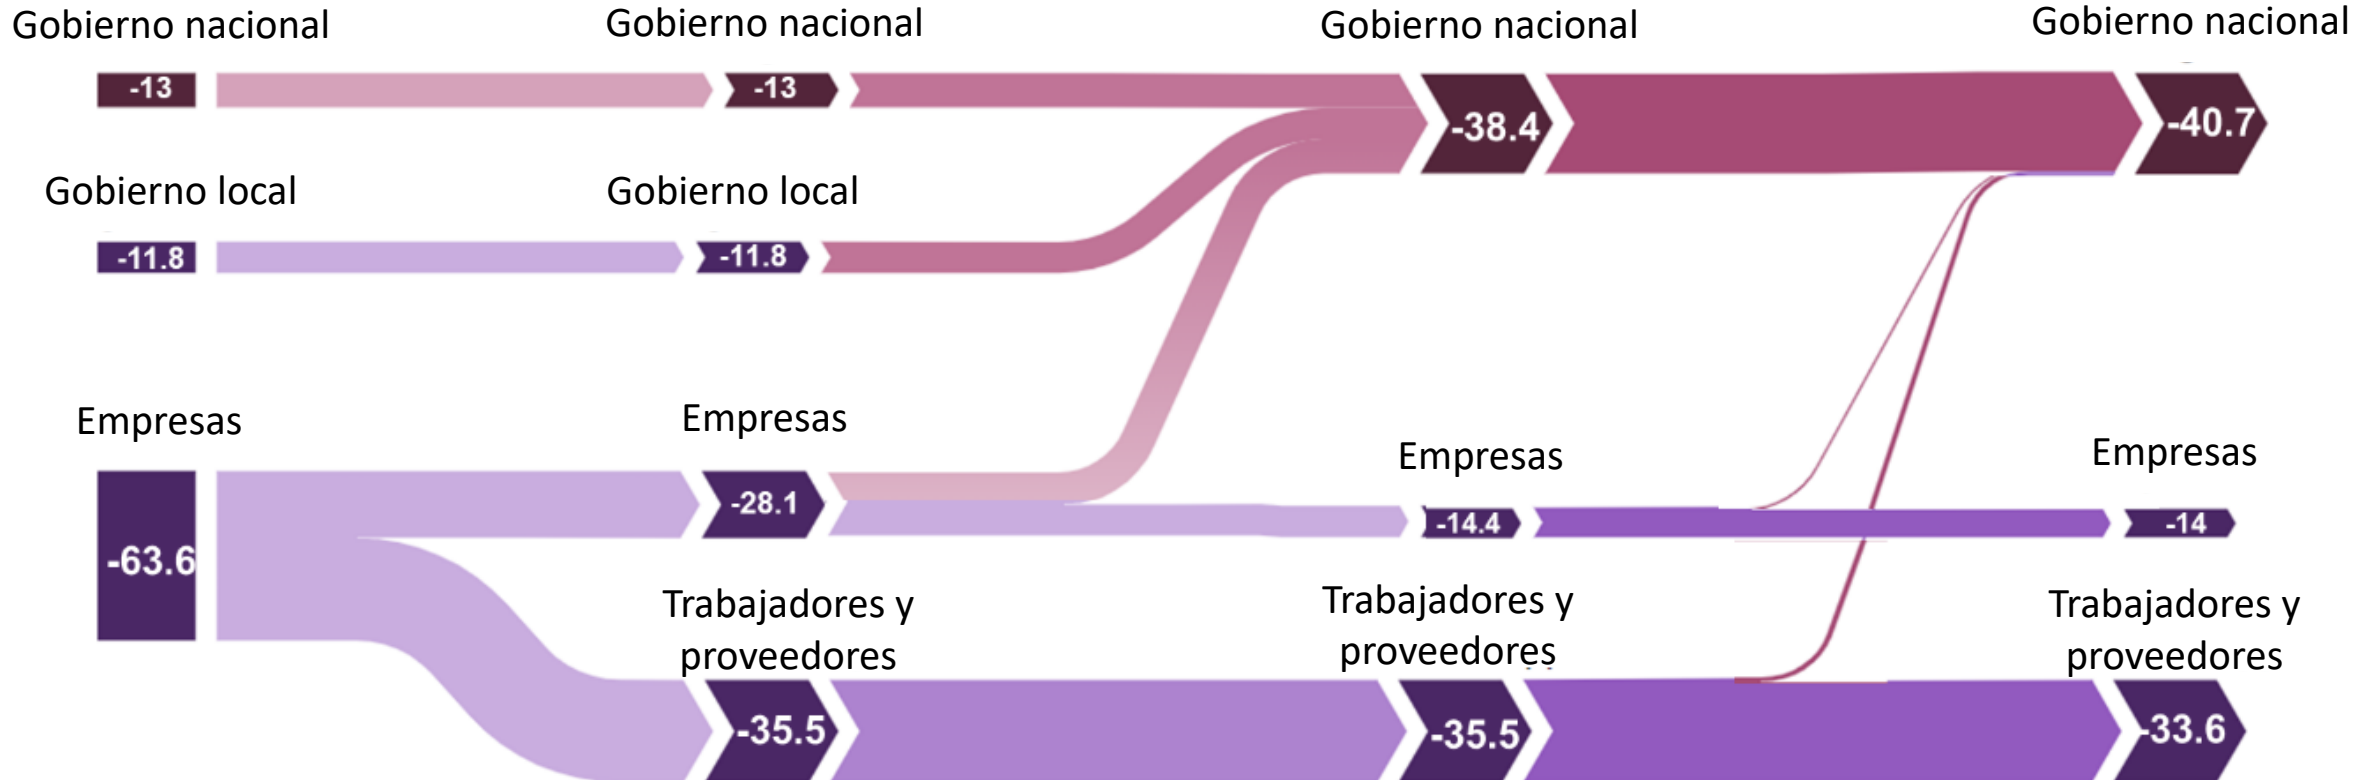 Gobierno nacional
Gobierno nacional
Gobierno nacional
Gobierno nacional
-13
-13
-38.4
-40.7
Gobierno local
Gobierno local
-11.8
-11.8
Empresas
Empresas
Empresas
Empresas
-63.6
-28.1
-14.4
-14
Trabajadores y
proveedores
Trabajadores y
proveedores
Trabajadores y
proveedores
-35.5
-35.5
-33.6